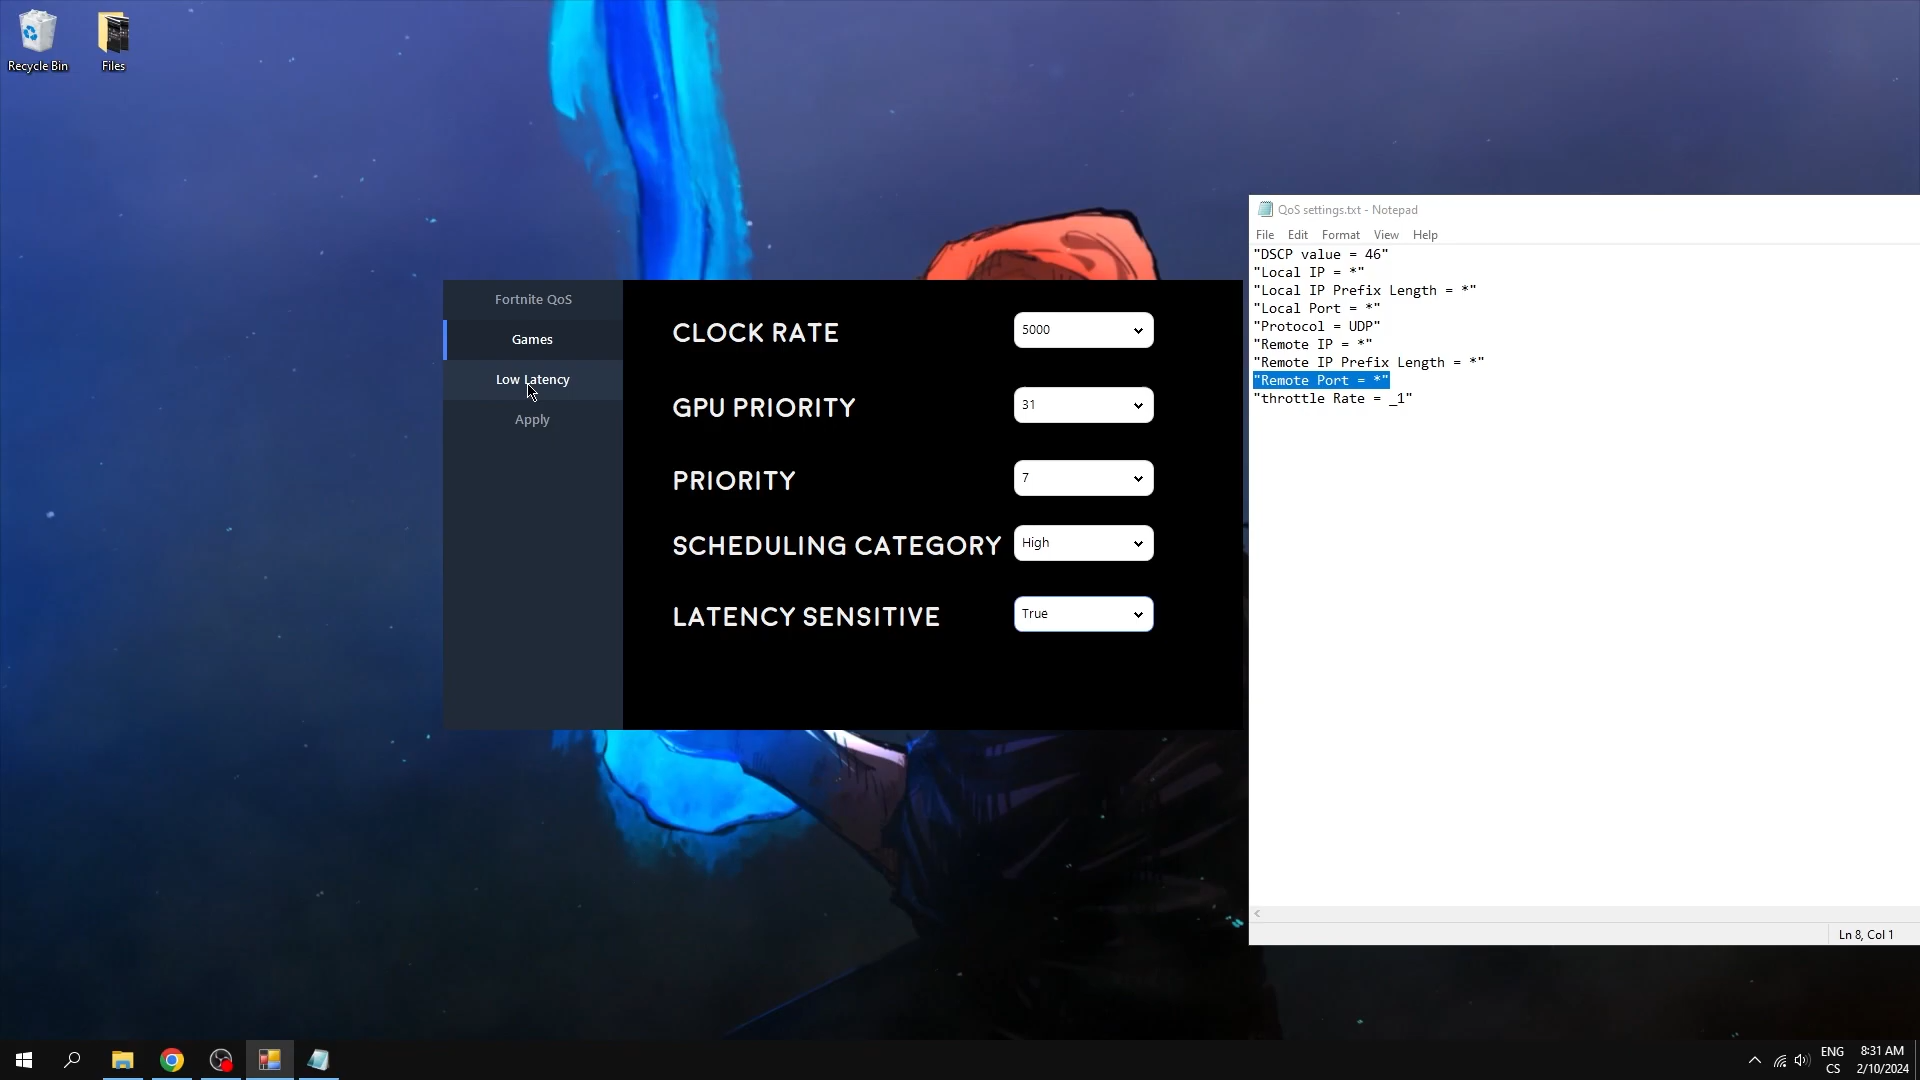 Recycle Bin
Files
QoS settings.txt - Notepad
File Edit Format View Help
"DSCP value = 46"
"Local IP = *"
"Local IP Prefix Length = *"
"Local Port = *"
"Protocol = UDP"
"Remote IP = *"
"Remote IP Prefix Length = *"
"Remote Port = *"
"throttle Rate = _1"
Ln 8, Col 1
Fortnite QoS
Games
Low Latency
Apply
CLOCK RATE 5000
GPU PRIORITY 31
PRIORITY 7
SCHEDULING CATEGORY High
LATENCY SENSITIVE True
ENG
CS
8:31 AM
2/10/2024